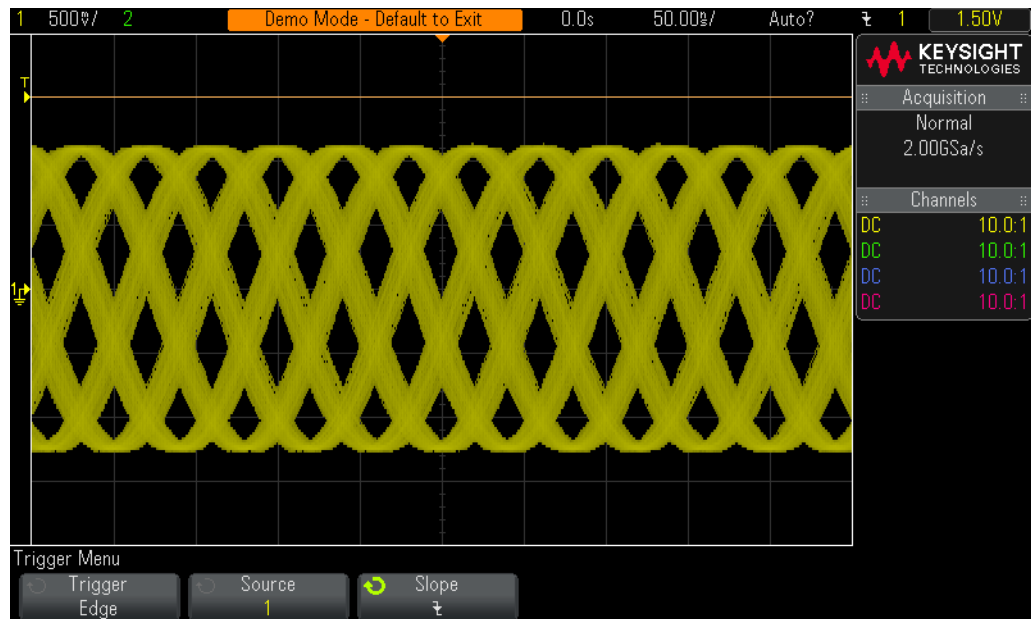 1 500mV/ 2 Demo Mode - Default to Exit 0.0s 50.00ns/ Auto? 1 1.50V
KEYSIGHT
TECHNOLOGIES
T
Acquisition
Normal
2.00GSa/s
Channels
DC 10.0:1
DC 10.0:1
DC 10.0:1
DC 10.0:1
1
Trigger Menu
Trigger
Edge
Source
1
Slope